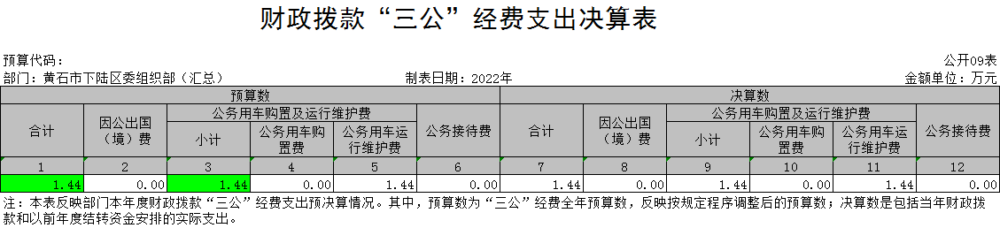 财政拨款“三公”经费支出决算表
预算代码：
公开09表
部门：黄石市下陆区委组织部（汇总）
制表日期：2022年
金额单位：万元
预算数
决算数
合计
因公出国（境）费
公务用车购置及运行维护费
小计
公务用车购置费
公务用车运行维护费
公务接待费
合计
因公出国（境）费
公务用车购置及运行维护费
小计
公务用车购置费
公务用车运行维护费
公务接待费
1 2 3 4 5 6 7 8 9 10 11 12
1.44 0.00 1.44 0.00 1.44 0.00 1.44 0.00 1.44 0.00 1.44 0.00
注：本表反映部门本年度财政拨款“三公”经费支出预决算情况。其中，预算数为“三公”经费全年预算数，反映按规定程序调整后的预算数；决算数是包括当年财政拨
款和以前年度结转资金安排的实际支出。